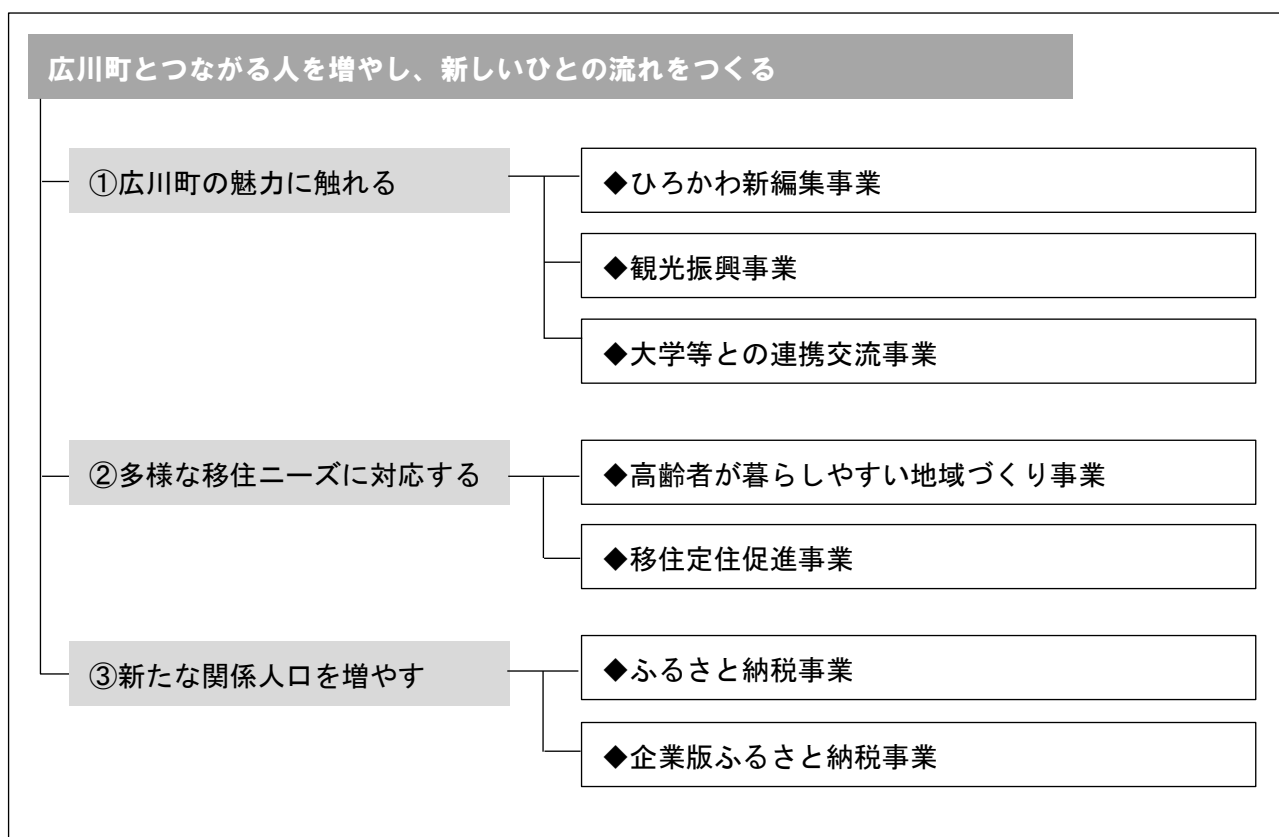 広川町とつながる人を増やし、新しいひとの流れをつくる
①広川町の魅力に触れる
◆ひろかわ新編集事業
◆観光振興事業
◆大学等との連携交流事業
②多様な移住ニーズに対応する
◆高齢者が暮らしやすい地域づくり事業
◆移住定住促進事業
③新たな関係人口を増やす
◆ふるさと納税事業
◆企業版ふるさと納税事業